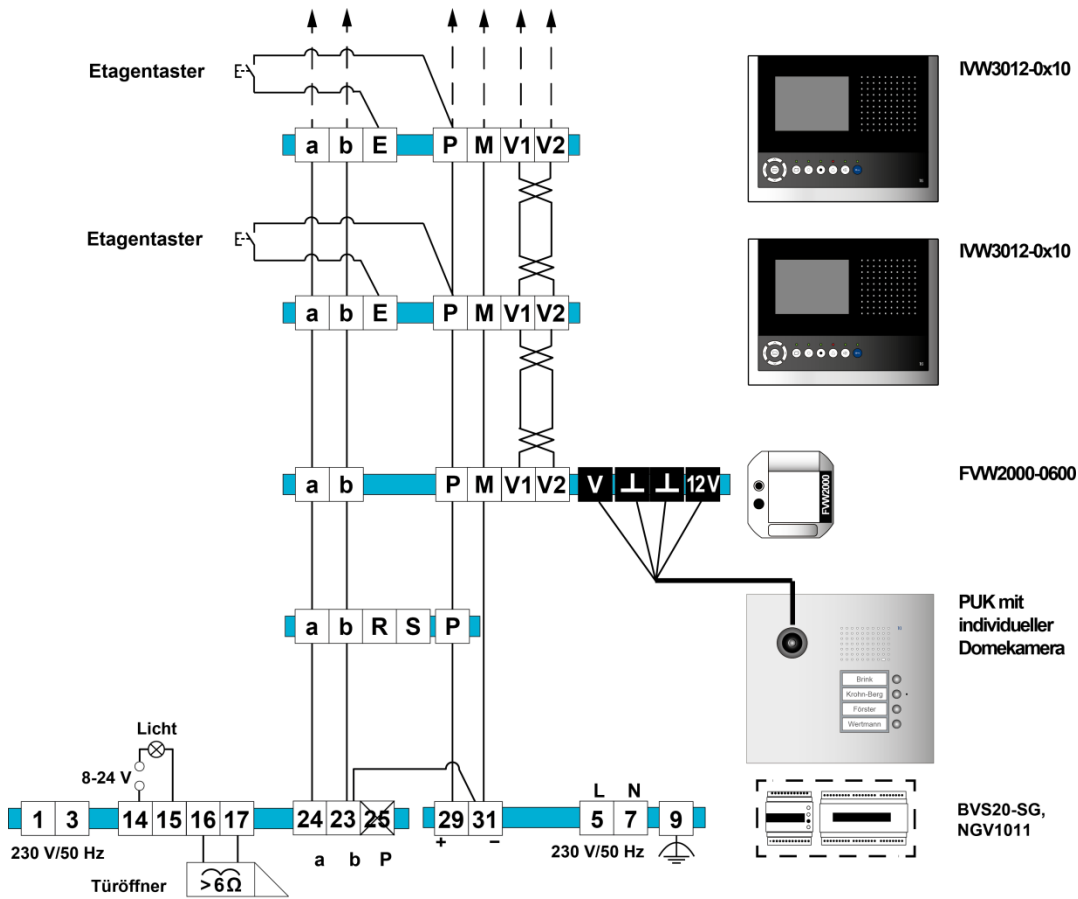 Etagentaster
IVW3012-0x10
a b E P M V1 V2
Etagentaster
IVW3012-0x10
a b E P M V1 V2
a b P M V1 V2 V ⊥ ⊥ 12V
FVW2000
FVW2000-0600
a b R S P
PUK mit
individueller
Domekamera
Brink
Krohn-Berg
Förster
Wertmann
Licht
8-24 V
L N
1 3 14 15 16 17 24 23 25 29 31 5 7 9
+ −
230 V/50 Hz
a b P
230 V/50 Hz
Türöffner
>6Ω
BVS20-SG,
NGV1011